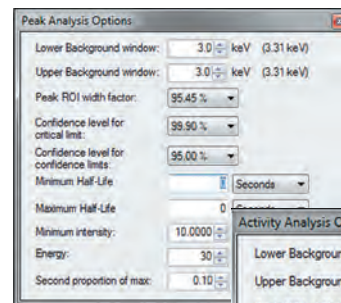 Peak Analysis Options
Lower Background window: 3.0 keV (3.31 keV)
Upper Background window: 3.0 keV (3.31 keV)
Peak ROI width factor: 95.45 %
Confidence level for
critical limit: 99.90 %
Confidence level for
confidence limits: 95.00 %
Minimum Half-Life Seconds
Maximum Half-Life 0
Minimum intensity: 10.0000
Energy: 30
Second proportion of max: 0.10
Activity Analysis O
Lower Backgroun
Upper Backgroun